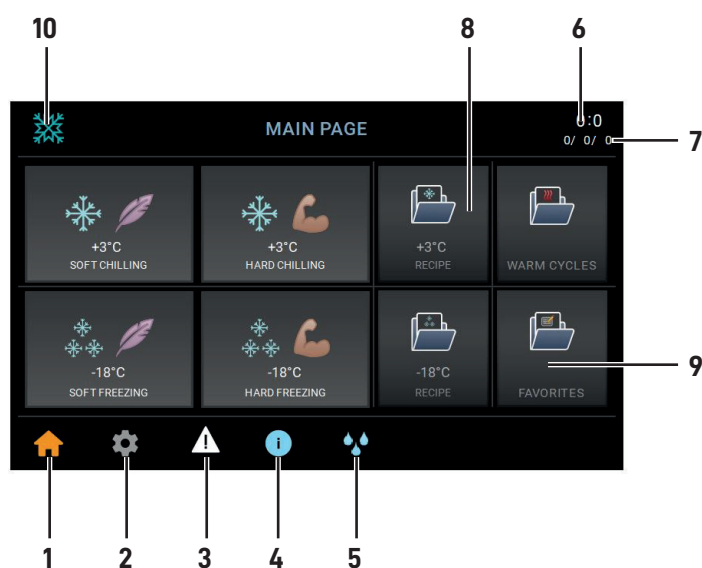 10
8
6
MAIN PAGE
0:0
0/ 0/ 0
7
+3°C
SOFT CHILLING
+3°C
HARD CHILLING
+3°C
RECIPE
WARM CYCLES
-18°C
SOFT FREEZING
-18°C
HARD FREEZING
-18°C
RECIPE
FAVORITES
9
i
1
2
3
4
5